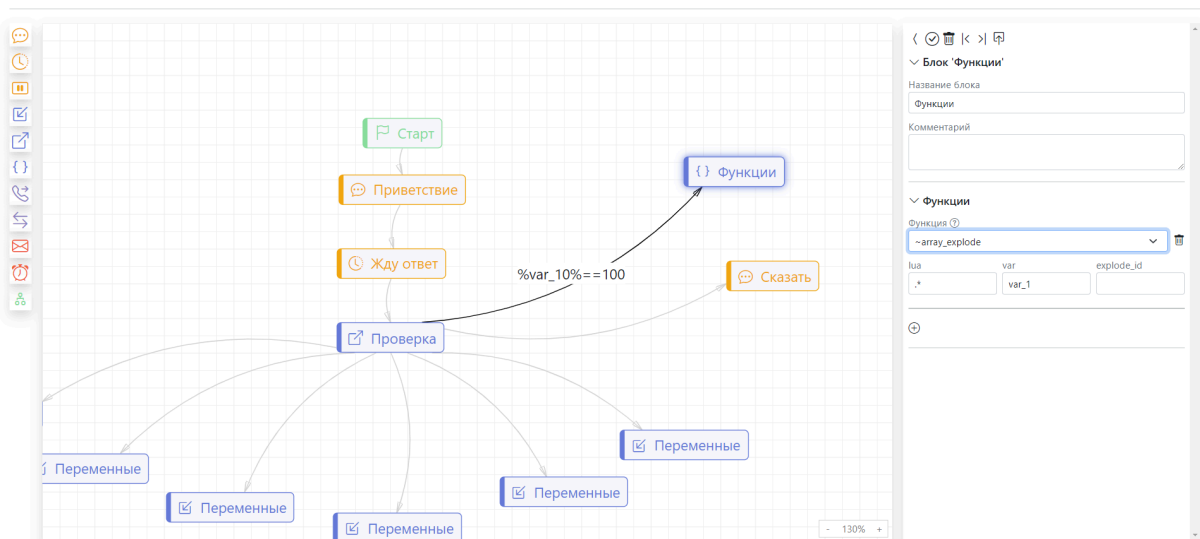 Старт
Приветствие
Жду ответ
Проверка
Функции
%var_10%==100
Сказать
Переменные
Переменные
Переменные
Переменные
Переменные
- 130% +
Блок 'Функции'
Название блока
Функции
Комментарий
Функции
Функция
~array_explode
lua var explode_id
.* var_1